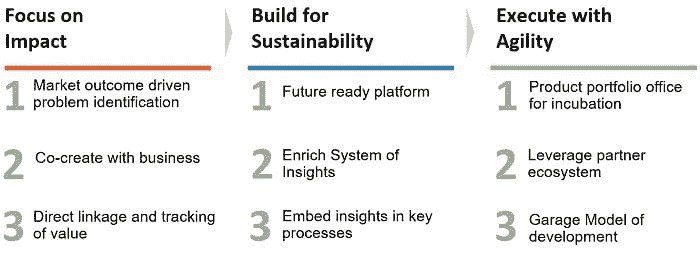 Focus on
Impact
1 Market outcome driven
problem identification
2 Co-create with business
3 Direct linkage and tracking
of value
Build for
Sustainability
1 Future ready platform
2 Enrich System of
Insights
3 Embed insights in key
processes
Execute with
Agility
1 Product portfolio office
for incubation
2 Leverage partner
ecosystem
3 Garage Model of
development